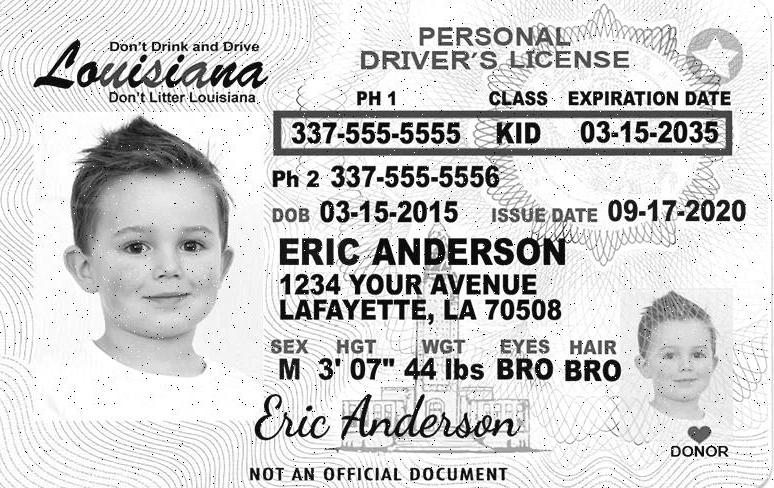 Don't Drink and Drive
Louisiana
Don't Litter Louisiana
PERSONAL
DRIVER'S LICENSE
PH 1 CLASS EXPIRATION DATE
337-555-5555 KID 03-15-2035
Ph 2 337-555-5556
DOB 03-15-2015 ISSUE DATE 09-17-2020
ERIC ANDERSON
1234 YOUR AVENUE
LAFAYETTE, LA 70508
SEX HGT WGT EYES HAIR
M 3' 07" 44 lbs BRO BRO
Eric Anderson
DONOR
NOT AN OFFICIAL DOCUMENT